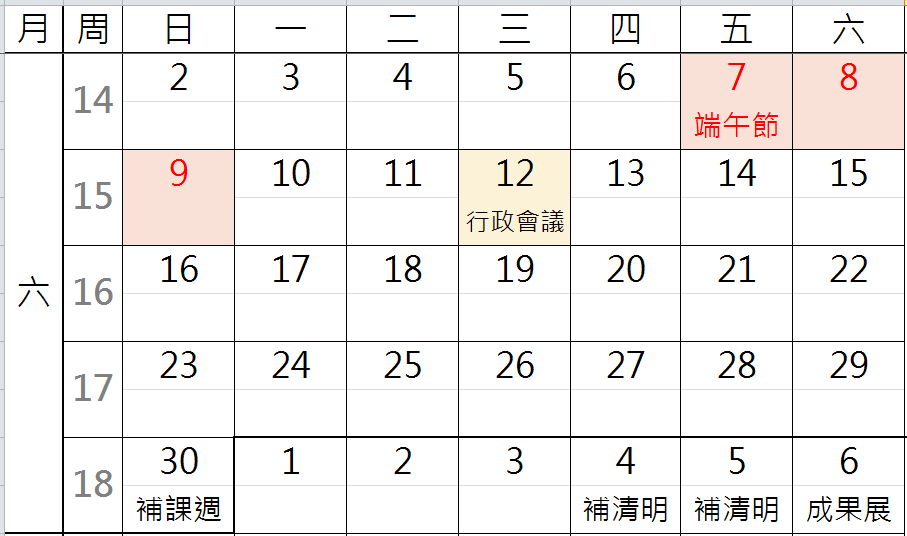 月 周 日 一 二 三 四 五 六
14 2 3 4 5 6 7 8
端午節
15 9 10 11 12 13 14 15
行政會議
六
16 16 17 18 19 20 21 22
17 23 24 25 26 27 28 29
18 30 1 2 3 4 5 6
補課週 補清明 補清明 成果展